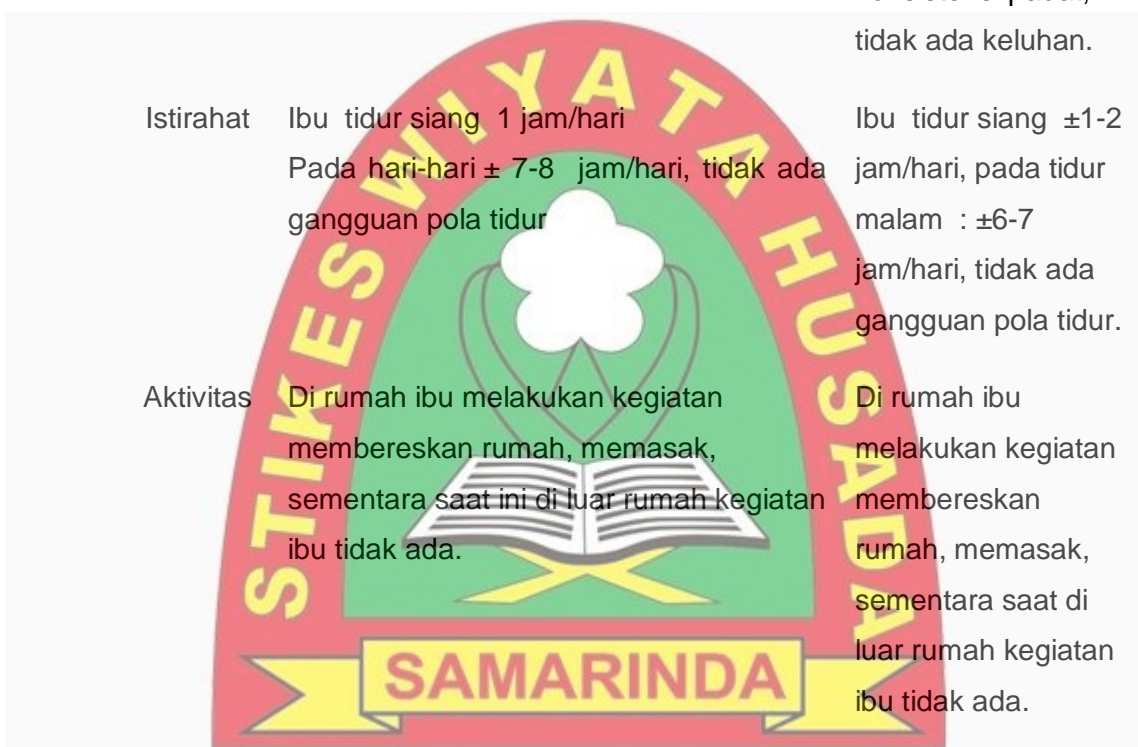 tidak ada keluhan.
Istirahat
Ibu tidur siang 1 jam/hari
Pada hari-hari ± 7-8 jam/hari, tidak ada
gangguan pola tidur
Ibu tidur siang ±1-2
jam/hari, pada tidur
malam : ±6-7
jam/hari, tidak ada
gangguan pola tidur.
Aktivitas
Di rumah ibu melakukan kegiatan
membereskan rumah, memasak,
sementara saat ini di luar rumah kegiatan
ibu tidak ada.
Di rumah ibu
melakukan kegiatan
membereskan
rumah, memasak,
sementara saat di
luar rumah kegiatan
ibu tidak ada.
STIKES WIYATA HUSADA
SAMARINDA